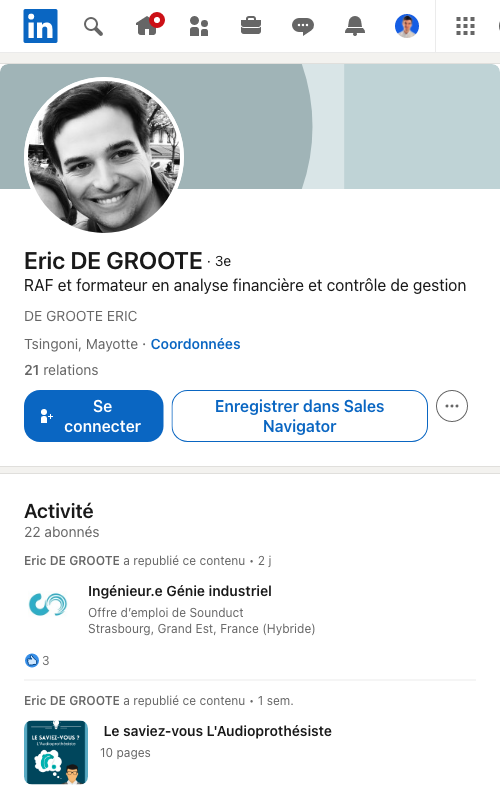 in
Eric DE GROOTE · 3e
RAF et formateur en analyse financière et contrôle de gestion
DE GROOTE ERIC
Tsingoni, Mayotte · Coordonnées
21 relations
Se
connecter
Enregistrer dans Sales
Navigator
Activité
22 abonnés
Eric DE GROOTE a republié ce contenu • 2 j
Ingénieur.e Génie industriel
Offre d’emploi de Sounduct
Strasbourg, Grand Est, France (Hybride)
3
Eric DE GROOTE a republié ce contenu • 1 sem.
LE SAVIEZ-VOUS ?
L'Audioprothésiste
Le saviez-vous L'Audioprothésiste
10 pages